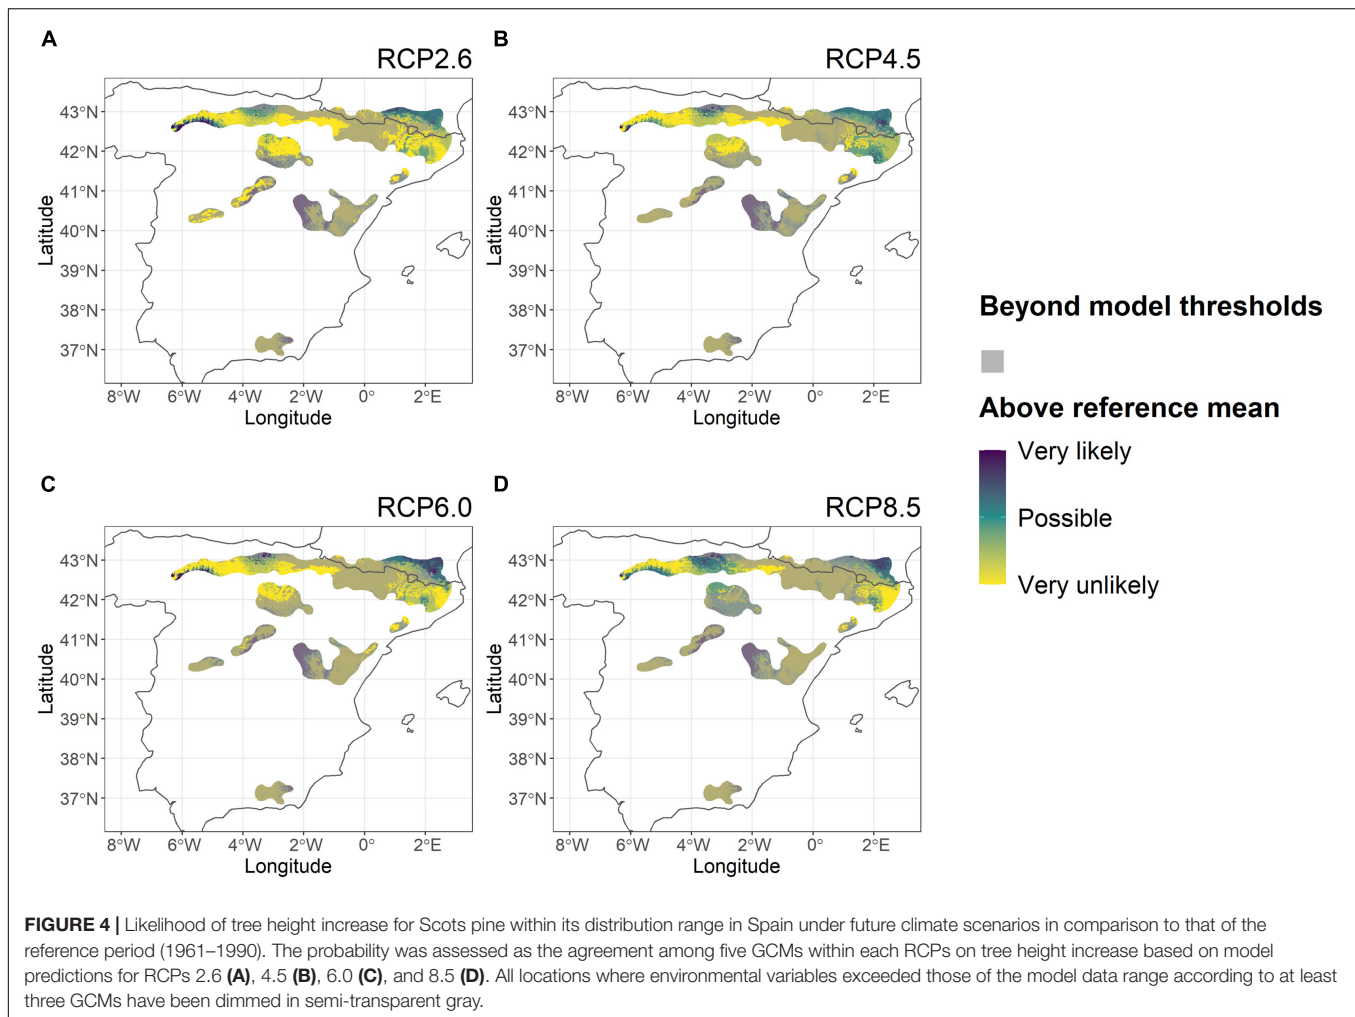 A
RCP2.6
43°N
42°N
41°N
40°N
39°N
38°N
37°N
Latitude
8°W 6°W 4°W 2°W 0° 2°E
Longitude
B
RCP4.5
43°N
42°N
41°N
40°N
39°N
38°N
37°N
Latitude
8°W 6°W 4°W 2°W 0° 2°E
Longitude
Beyond model thresholds
Above reference mean
Very likely
Possible
Very unlikely
C
RCP6.0
43°N
42°N
41°N
40°N
39°N
38°N
37°N
Latitude
8°W 6°W 4°W 2°W 0° 2°E
Longitude
D
RCP8.5
43°N
42°N
41°N
40°N
39°N
38°N
37°N
Latitude
8°W 6°W 4°W 2°W 0° 2°E
Longitude
FIGURE 4 | Likelihood of tree height increase for Scots pine within its distribution range in Spain under future climate scenarios in comparison to that of the
reference period (1961–1990). The probability was assessed as the agreement among five GCMs within each RCPs on tree height increase based on model
predictions for RCPs 2.6 (A), 4.5 (B), 6.0 (C), and 8.5 (D). All locations where environmental variables exceeded those of the model data range according to at least
three GCMs have been dimmed in semi-transparent gray.